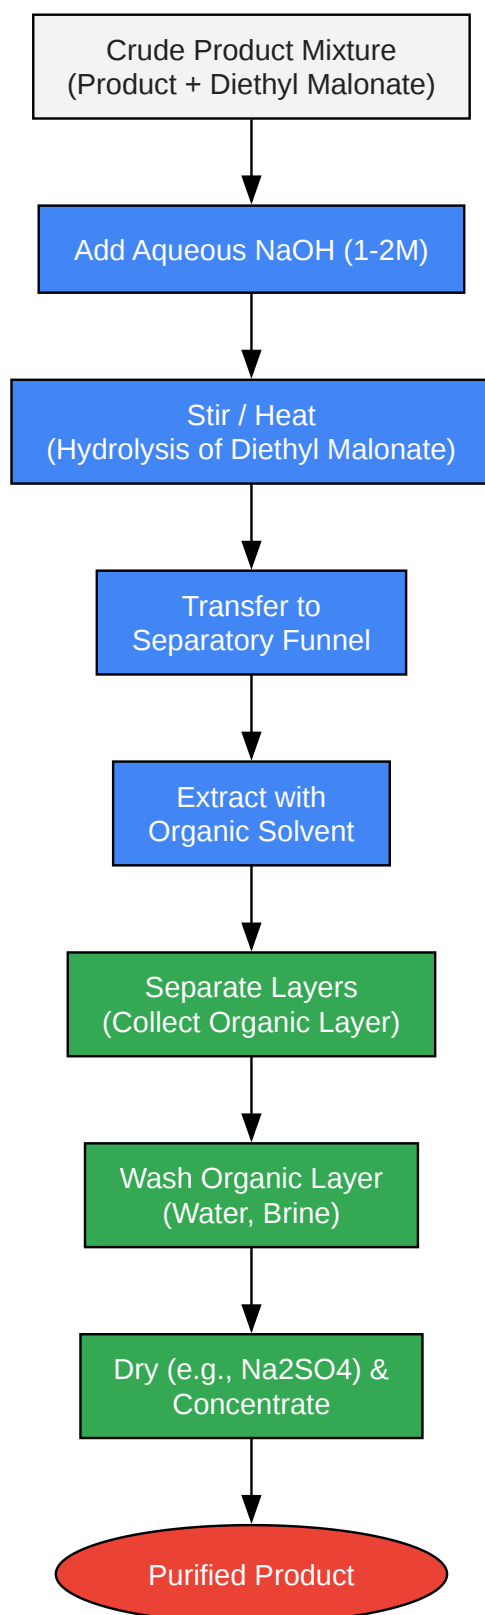 Crude Product Mixture
(Product + Diethyl Malonate)
Add Aqueous NaOH (1-2M)
Stir / Heat
(Hydrolysis of Diethyl Malonate)
Transfer to
Separatory Funnel
Extract with
Organic Solvent
Separate Layers
(Collect Organic Layer)
Wash Organic Layer
(Water, Brine)
Dry (e.g., Na2SO4) &
Concentrate
Purified Product